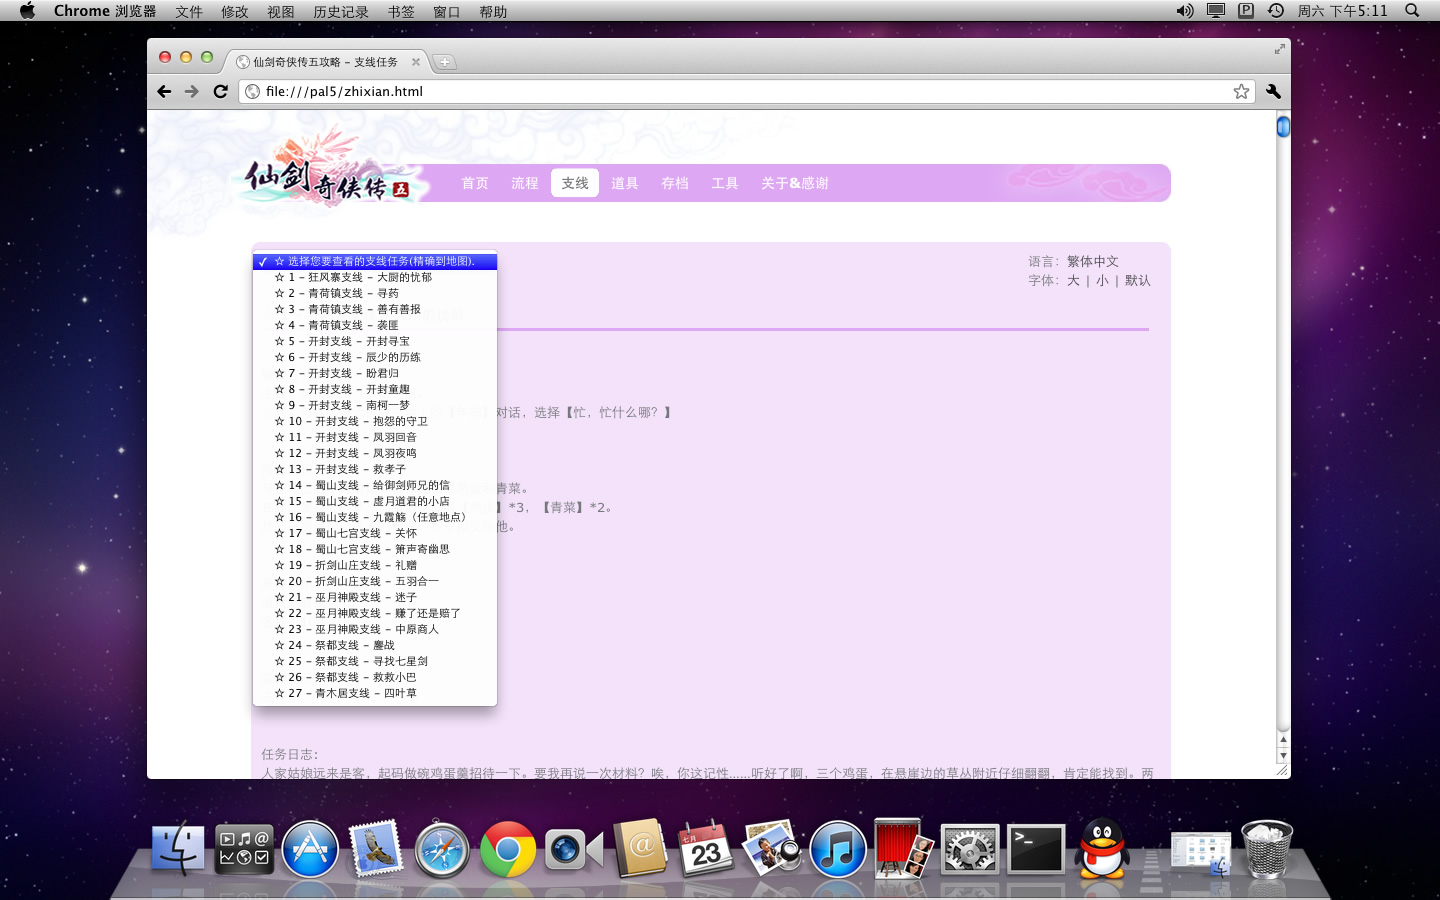 Chrome 浏览器 文件 修改 视图 历史记录 书签 窗口 帮助 周六 下午5:11
仙剑奇侠传五攻略 - 支线任务
file:///pal5/zhixian.html
仙剑奇侠传 五
首页 流程 支线 道具 存档 工具 关于&感谢
✓ ☆ 选择您要查看的支线任务(精确到地图).
☆ 1 - 狂风寨支线 - 大厨的忧郁
☆ 2 - 青荷镇支线 - 寻药
☆ 3 - 青荷镇支线 - 善有善报
☆ 4 - 青荷镇支线 - 袭匪
☆ 5 - 开封支线 - 开封寻宝
☆ 6 - 开封支线 - 辰少的历练
☆ 7 - 开封支线 - 盼君归
☆ 8 - 开封支线 - 开封童趣
☆ 9 - 开封支线 - 南柯一梦
☆ 10 - 开封支线 - 抱怨的守卫
☆ 11 - 开封支线 - 凤羽回音
☆ 12 - 开封支线 - 凤羽夜鸣
☆ 13 - 开封支线 - 救孝子
☆ 14 - 蜀山支线 - 给御剑师兄的信
☆ 15 - 蜀山支线 - 虚月道君的小店
☆ 16 - 蜀山支线 - 九霞觞（任意地点）
☆ 17 - 蜀山七宫支线 - 关怀
☆ 18 - 蜀山七宫支线 - 箫声寄幽思
☆ 19 - 折剑山庄支线 - 礼赠
☆ 20 - 折剑山庄支线 - 五羽合一
☆ 21 - 巫月神殿支线 - 迷子
☆ 22 - 巫月神殿支线 - 赚了还是赔了
☆ 23 - 巫月神殿支线 - 中原商人
☆ 24 - 祭都支线 - 鏖战
☆ 25 - 祭都支线 - 寻找七星剑
☆ 26 - 祭都支线 - 救救小巴
☆ 27 - 青木居支线 - 四叶草
语言：繁体中文
字体：大 | 小 | 默认
对话，选择【忙，忙什么哪？】
青菜。
】*3，【青菜】*2。
他。
任务日志：
人家姑娘远来是客，起码做碗鸡蛋羹招待一下。要我再说一次材料？唉，你这记性……听好了啊，三个鸡蛋，在悬崖边的草丛附近仔细翻翻，肯定能找到。两
七月
23